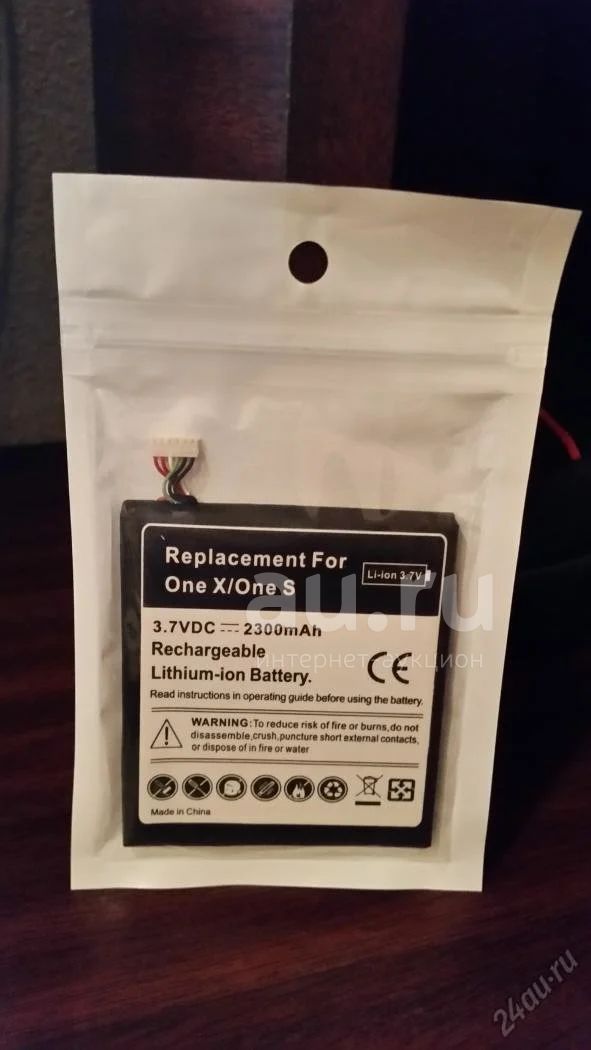 Replacement For
One X/One S
Li-ion 3.7V
au.ru
интернет-аукцион
3.7VDC 2300mAh
Rechargeable
Lithium-ion Battery.
CE
Read instructions in operating guide before using the battery.
WARNING:To reduce risk of fire or burns,do not
disassemble,crush,puncture short external contacts,
or dispose of in fire or water
Made in China
24au.ru